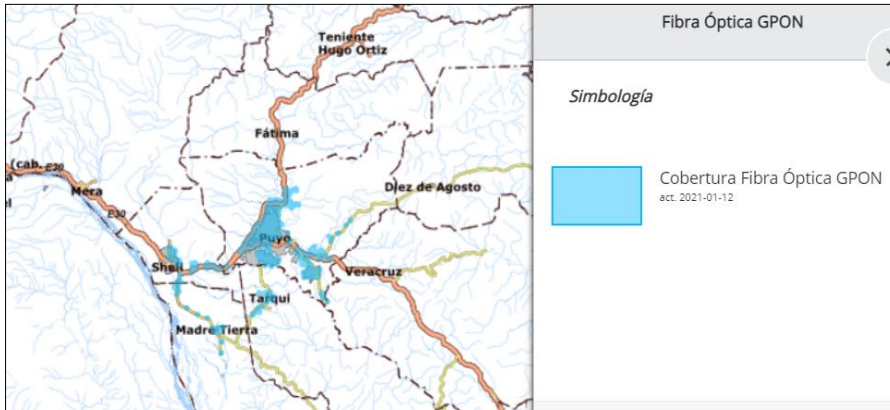 Teniente
Hugo Ortiz
Fátima
(cab.
E30
Mera
Diez de Agosto
E30
Puyo
Shell
Veracruz
Tarqui
Madre Tierra
Fibra Óptica GPON
Simbología
Cobertura Fibra Óptica GPON
act. 2021-01-12